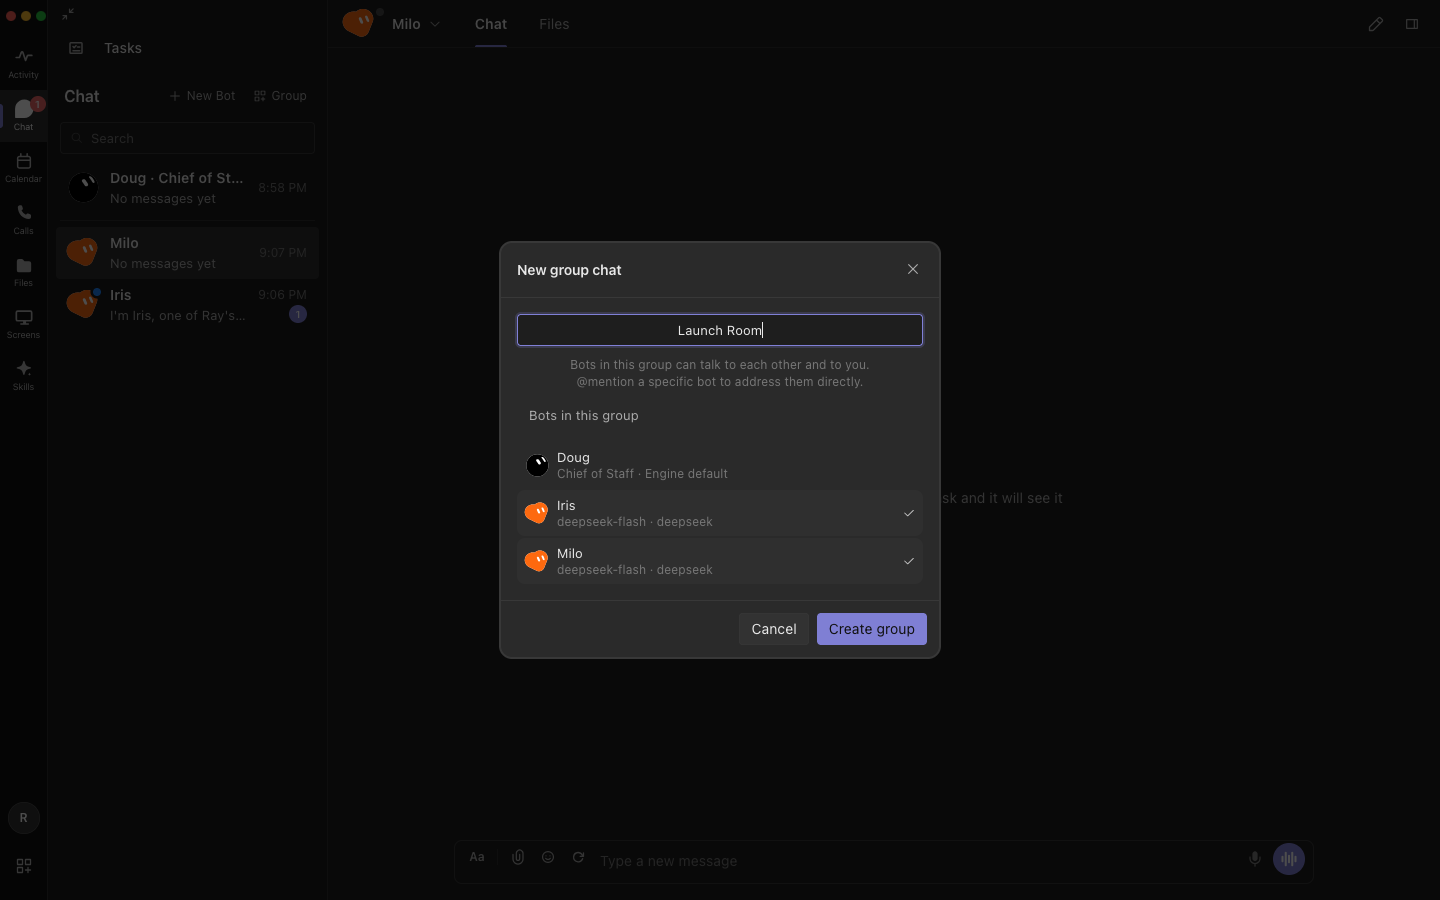 Activity
Chat
1
Calendar
Calls
Files
Screens
Skills
R
Tasks
Chat
New Bot
Group
Search
Doug · Chief of St...
8:58 PM
No messages yet
Milo
9:07 PM
No messages yet
Iris
9:06 PM
I'm Iris, one of Ray's...
1
Milo
Chat
Files
New group chat
Launch Room
Bots in this group can talk to each other and to you.
@mention a specific bot to address them directly.
Bots in this group
Doug
Chief of Staff · Engine default
Iris
deepseek-flash · deepseek
Milo
deepseek-flash · deepseek
Cancel
Create group
sk and it will see it
Aa
Type a new message